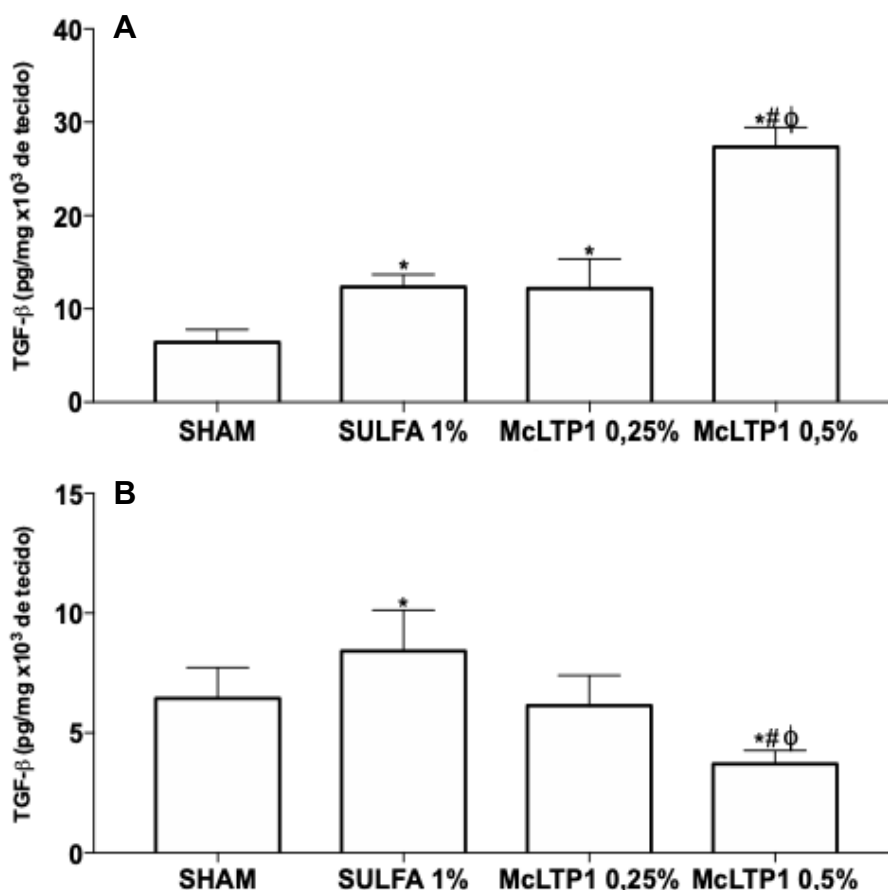 A
TGF-β (pg/mg x10³ de tecido)
40
30
20
10
0
*
*
*#ϕ
SHAM SULFA 1% McLTP1 0,25% McLTP1 0,5%
B
TGF-β (pg/mg x10³ de tecido)
15
10
5
0
*
*#ϕ
SHAM SULFA 1% McLTP1 0,25% McLTP1 0,5%